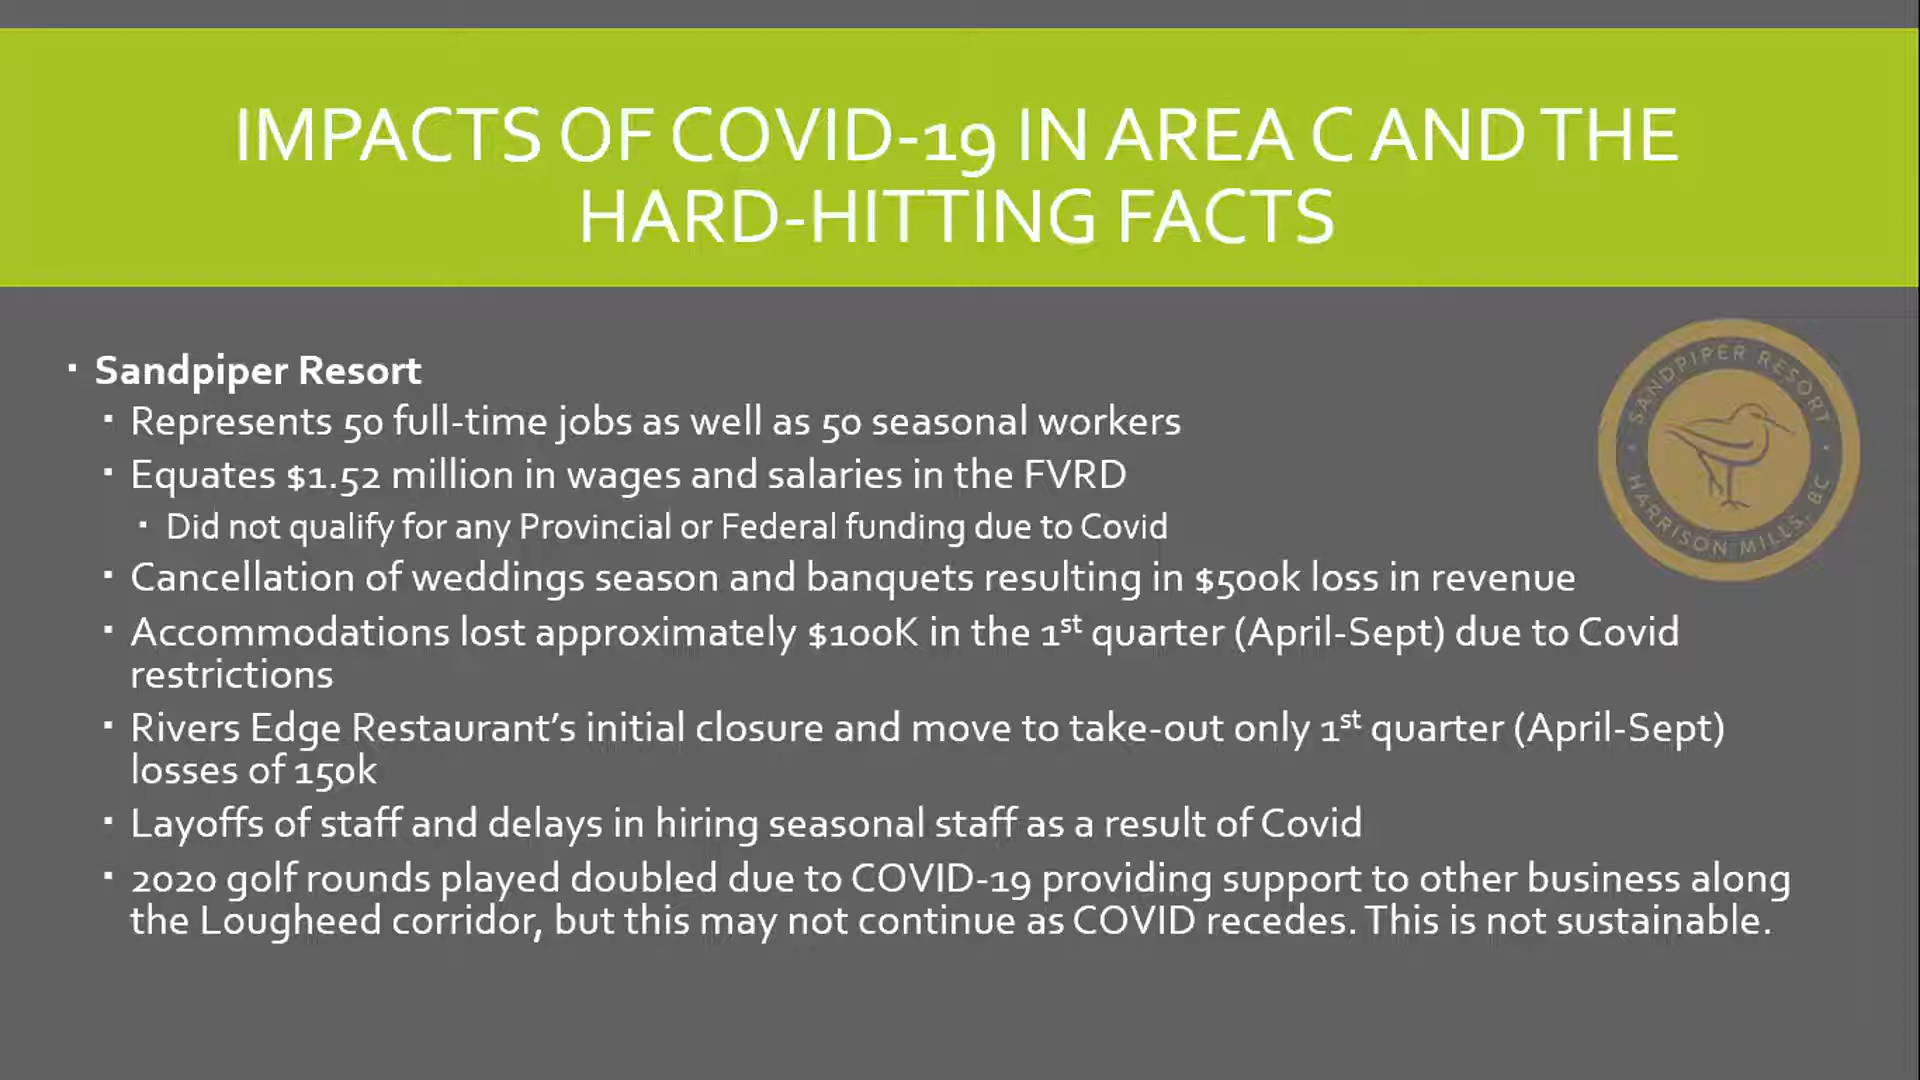 IMPACTS OF COVID-19 IN AREA C AND THE
HARD-HITTING FACTS
▪ Sandpiper Resort
▪ Represents 50 full-time jobs as well as 50 seasonal workers
▪ Equates $1.52 million in wages and salaries in the FVRD
▪ Did not qualify for any Provincial or Federal funding due to Covid
▪ Cancellation of weddings season and banquets resulting in $500k loss in revenue
▪ Accommodations lost approximately $100K in the 1st quarter (April-Sept) due to Covid
restrictions
▪ Rivers Edge Restaurant’s initial closure and move to take-out only 1st quarter (April-Sept)
losses of 150k
▪ Layoffs of staff and delays in hiring seasonal staff as a result of Covid
▪ 2020 golf rounds played doubled due to COVID-19 providing support to other business along
the Lougheed corridor, but this may not continue as COVID recedes. This is not sustainable.
SANDPIPER RESORT
HARRISON MILLS, BC